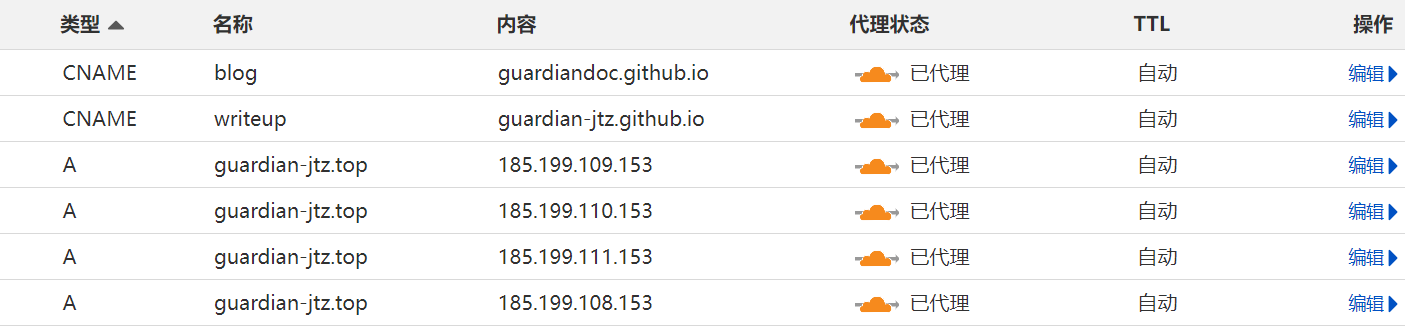 类型 名称 内容 代理状态 TTL 操作
CNAME blog guardiandoc.github.io 已代理 自动 编辑
CNAME writeup guardian-jtz.github.io 已代理 自动 编辑
A guardian-jtz.top 185.199.109.153 已代理 自动 编辑
A guardian-jtz.top 185.199.110.153 已代理 自动 编辑
A guardian-jtz.top 185.199.111.153 已代理 自动 编辑
A guardian-jtz.top 185.199.108.153 已代理 自动 编辑